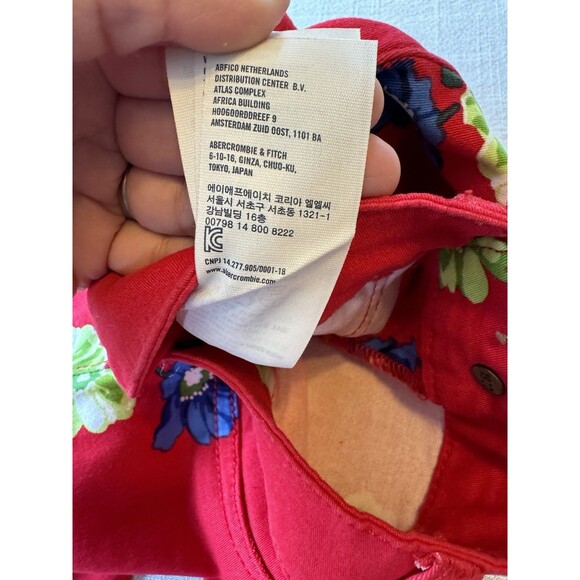 ABFICO NETHERLANDS
DISTRIBUTION CENTER B.V.
ATLAS COMPLEX
AFRICA BUILDING
HOOGOORDDREEF 9
AMSTERDAM ZUID OOST, 1101 BA
ABERCROMBIE & FITCH
6-10-16, GINZA, CHUO-KU,
TOKYO, JAPAN
에이에프에이치 코리아 엘엘씨
서울시 서초구 서초동 1321-1
강남빌딩 16층
00798 14 800 8222
CNPJ 14.277.905/0001-18
www.abercrombie.com